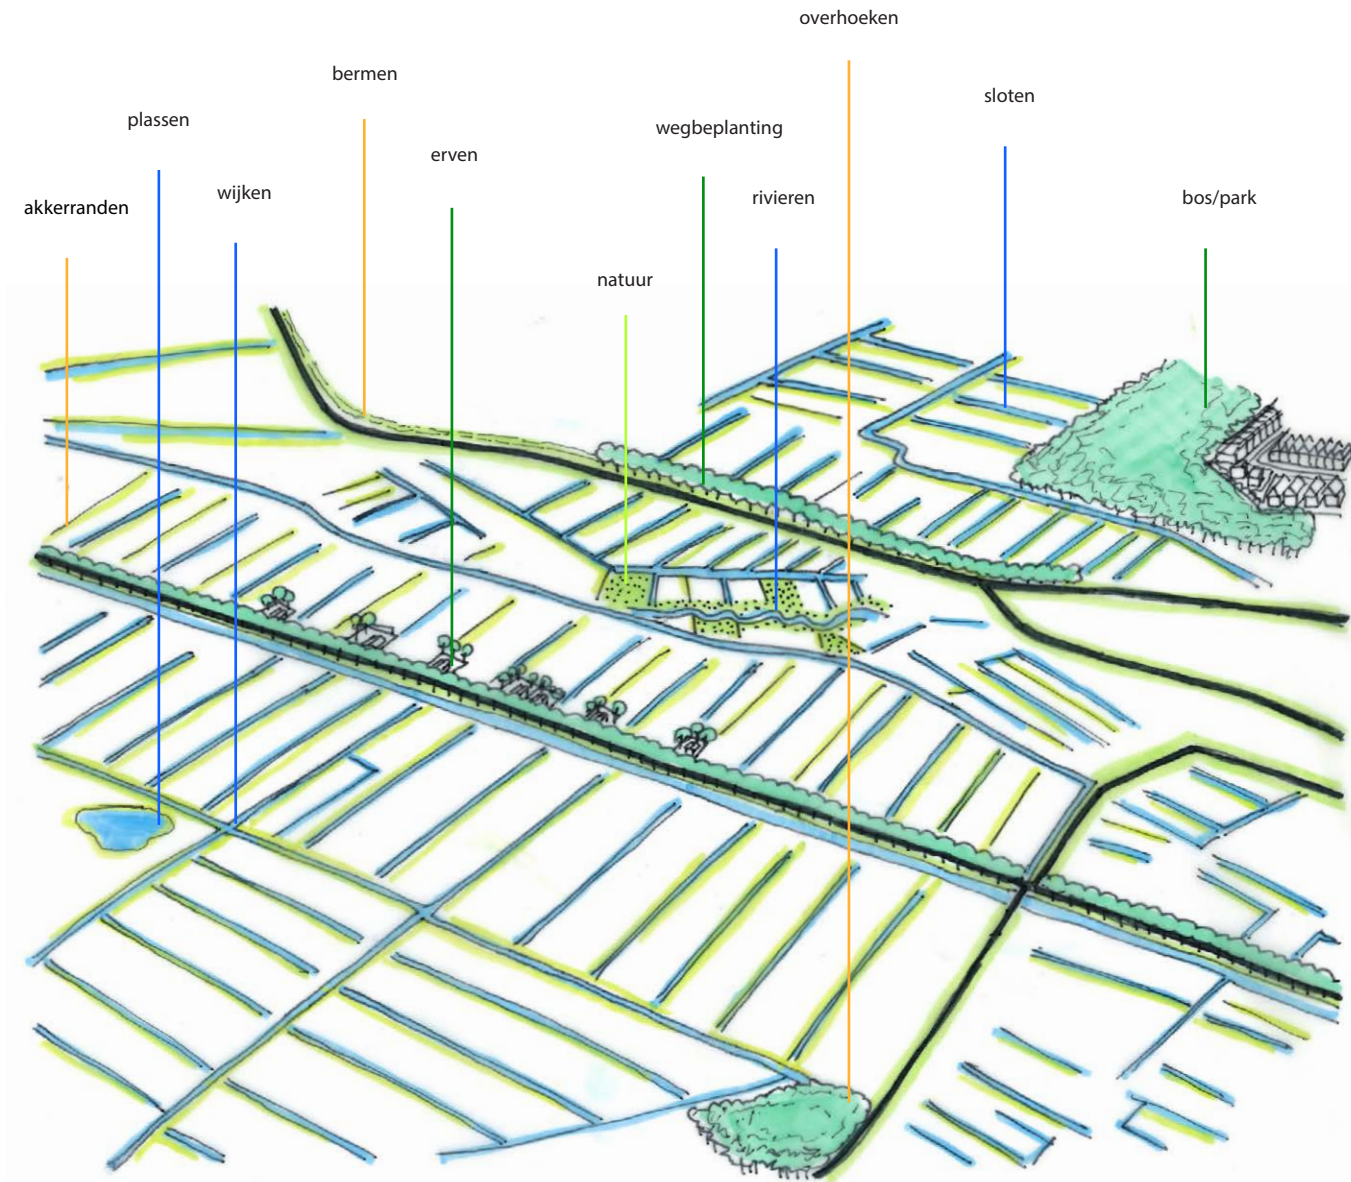 overhoeken
bermen
sloten
plassen
wegbeplanting
erven
wijken
rivieren
bos/park
akkerranden
natuur